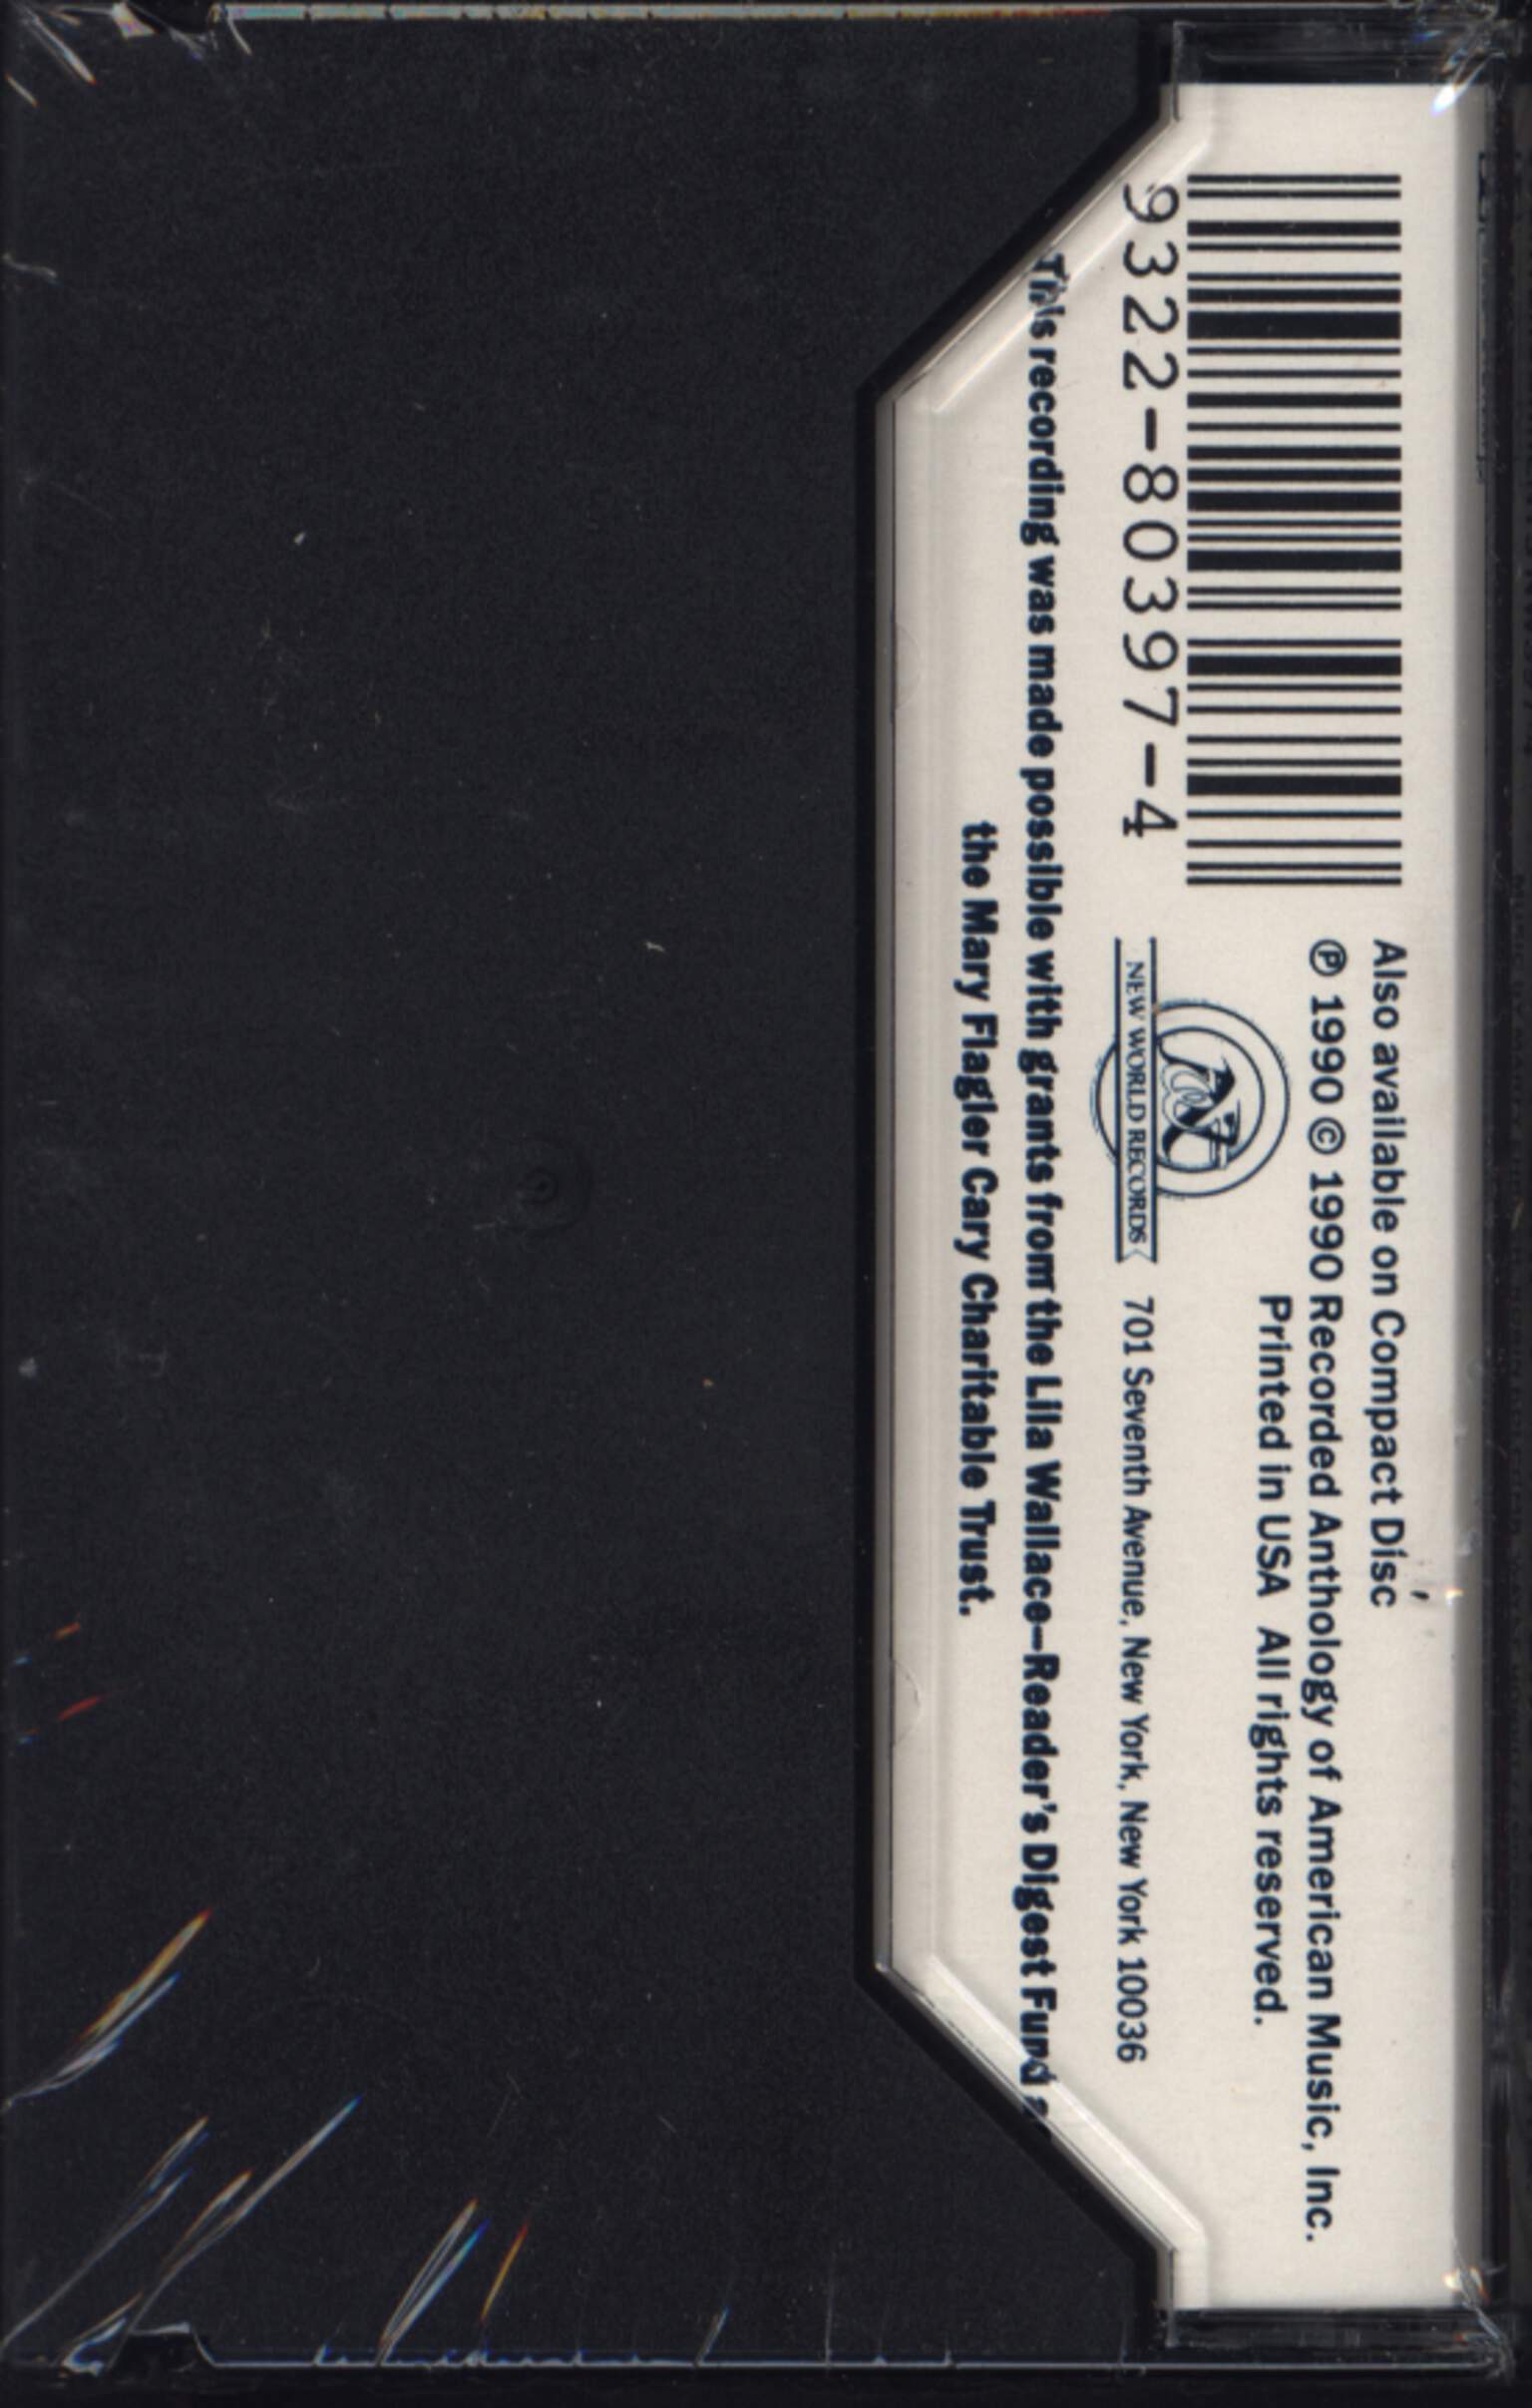 Also available on Compact Disc
℗ 1990 © 1990 Recorded Anthology of American Music, Inc.
Printed in USA All rights reserved.
9322-80397-4
NEW WORLD RECORDS
701 Seventh Avenue, New York, New York 10036
This recording was made possible with grants from the Lila Wallace–Reader's Digest Fund
the Mary Flagler Cary Charitable Trust.